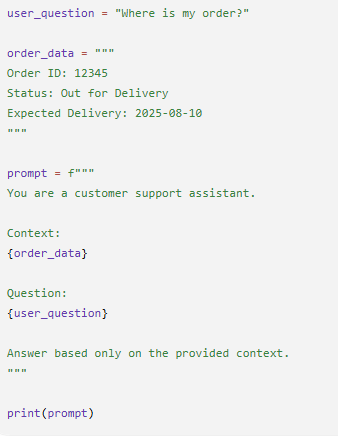 user_question = "Where is my order?"
order_data = """
Order ID: 12345
Status: Out for Delivery
Expected Delivery: 2025-08-10
"""
prompt = f"""
You are a customer support assistant.
Context:
{order_data}
Question:
{user_question}
Answer based only on the provided context.
"""
print(prompt)